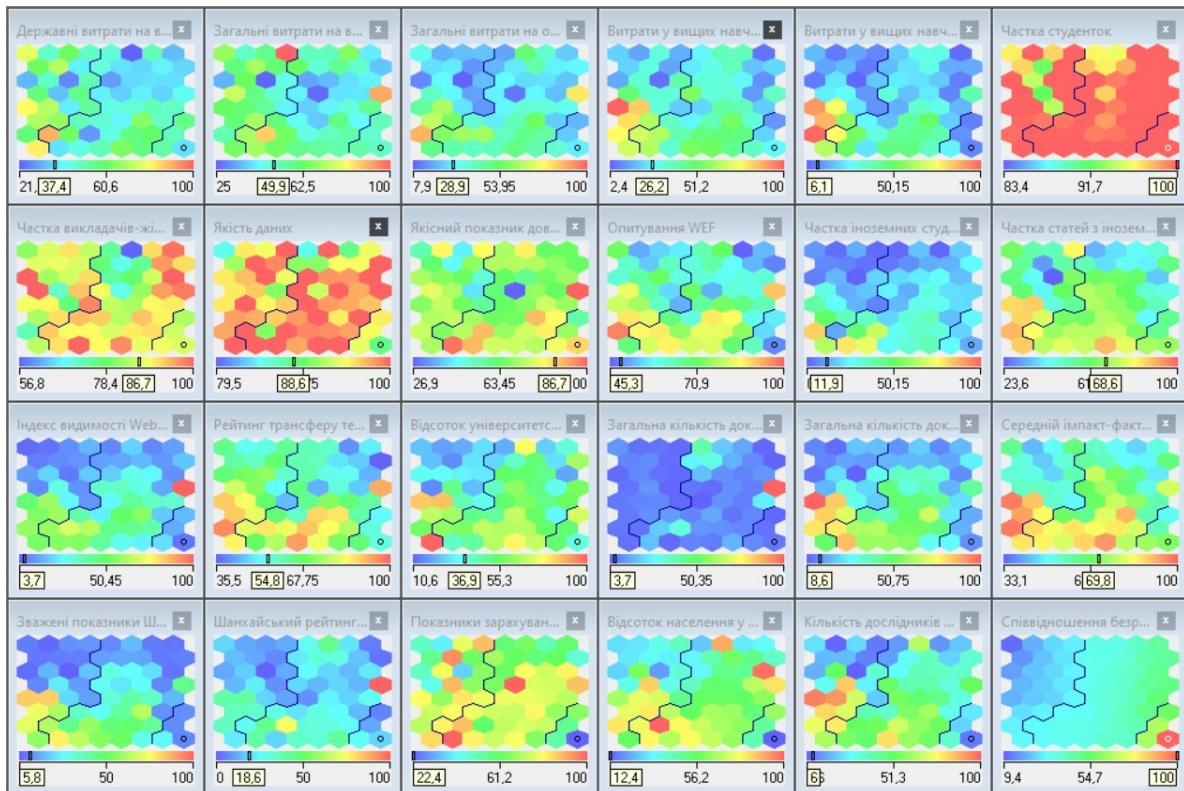 Державні витрати на в...
Загальні витрати на в...
Загальні витрати на о...
Витрати у вищих навч...
Витрати у вищих навч...
Частка студенток
21, 37,4 60,6 100
25 49,9 62,5 100
7,9 28,9 53,95 100
2,4 26,2 51,2 100
6,1 50,15 100
83,4 91,7 100
Частка викладачів-жі...
Якість даних
Якісний показник дов...
Опитування WEF
Частка іноземних студ...
Частка статей зінозем...
56,8 78,4 86,7 100
79,5 88,6 5 100
26,9 63,45 86,7 00
45,3 70,9 100
11,9 50,15 100
23,6 61 68,6 100
Індекс видимості Web...
Рейтинг трансферу те...
Відсоток університетс...
Загальна кількість док...
Загальна кількість док...
Середній імпакт-факт...
3,7 50,45 100
35,5 54,8 67,75 100
10,6 36,9 55,3 100
3,7 50,35 100
8,6 50,75 100
33,1 6 69,8 100
Зважені показники Ш...
Шанхайський рейтинг...
Показники зарахуван...
Відсоток населення у ...
Кількість дослідників ...
Співвідношення безр...
5,8 50 100
0 18,6 50 100
22,4 61,2 100
12,4 56,2 100
51,3 100
9,4 54,7 100